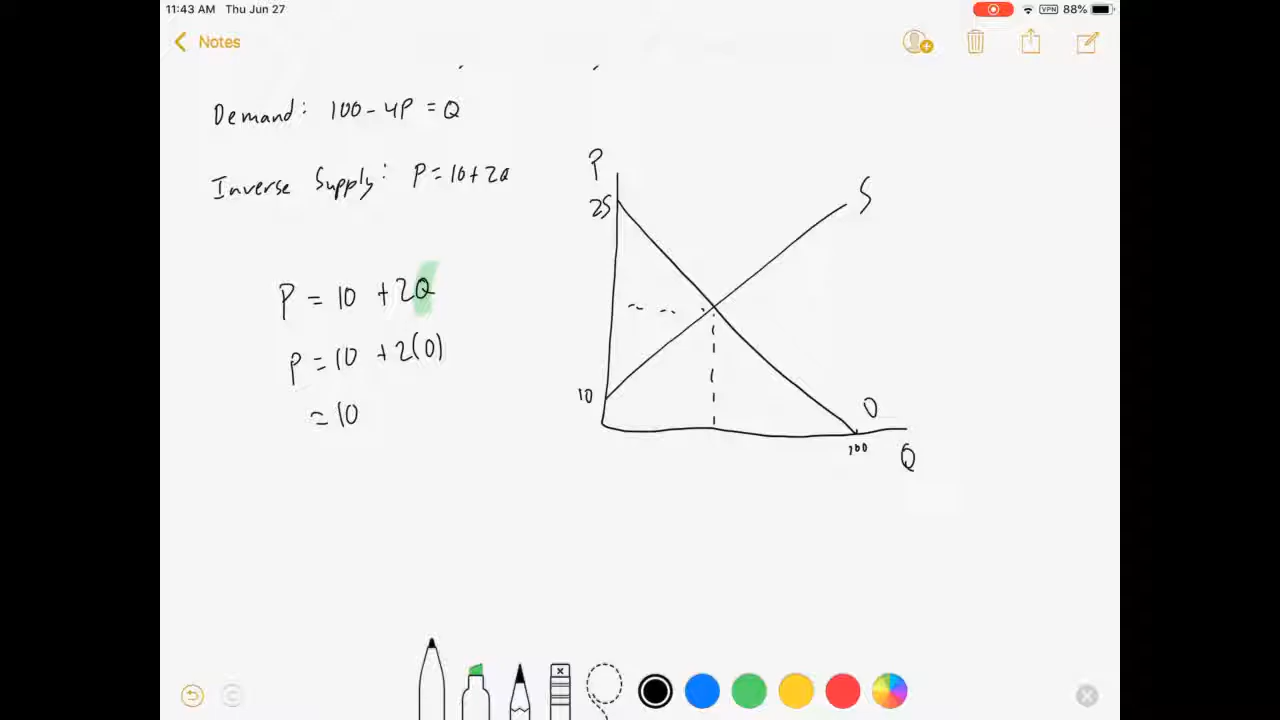 11:43 AM Thu Jun 27
VPN 88%
Notes
Demand: 100 - 4P = Q
Inverse Supply: P = 10 + 2Q
P = 10 + 2Q
P = 10 + 2(0)
= 10
P
25
S
10
D
100
Q